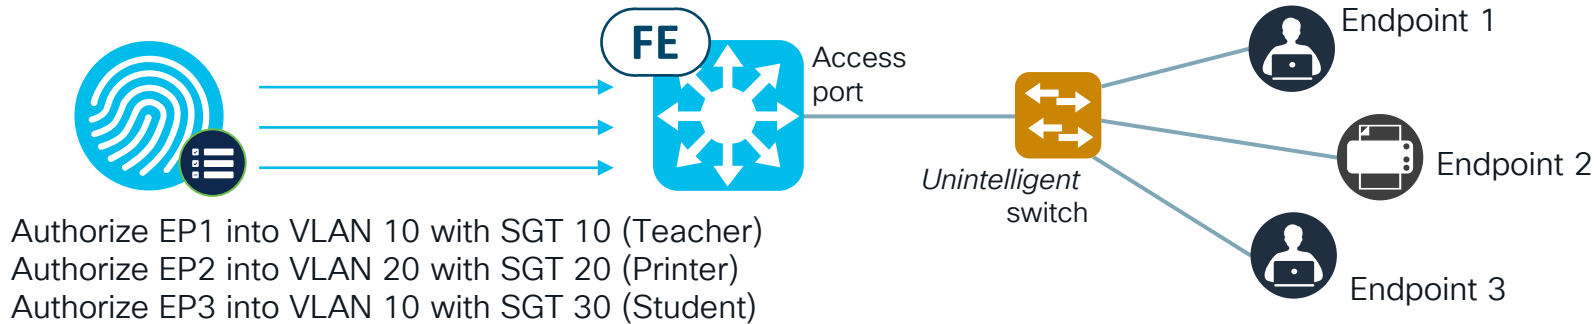 FE
Access
port
Endpoint 1
Unintelligent
switch
Endpoint 2
Endpoint 3
Authorize EP1 into VLAN 10 with SGT 10 (Teacher)
Authorize EP2 into VLAN 20 with SGT 20 (Printer)
Authorize EP3 into VLAN 10 with SGT 30 (Student)